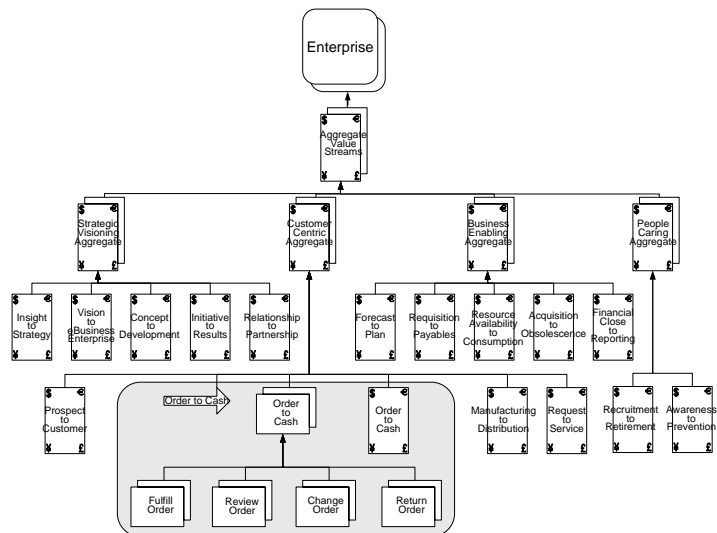 Enterprise
$ €
Aggregate
Value
Streams
¥ £
$ €
Strategic
Visioning
Aggregate
¥ £
$ €
Customer
Centric
Aggregate
¥ £
$ €
Business
Enabling
Aggregate
¥ £
$ €
People
Caring
Aggregate
¥ £
$ €
Insight
to
Strategy
¥ £
$ €
Vision
to
eBusiness
Enterprise
¥ £
$ €
Concept
to
Development
¥ £
$ €
Initiative
to
Results
¥ £
$ €
Relationship
to
Partnership
¥ £
$ €
Forecast
to
Plan
¥ £
$ €
Requisition
to
Payables
¥ £
$ €
Resource
Availability
to
Consumption
¥ £
$ €
Acquisition
to
Obsolescence
¥ £
$ €
Financial
Close
to
Reporting
¥ £
$ €
Prospect
to
Customer
¥ £
Order to Cash
Order
to
Cash
$ €
Order
to
Cash
¥ £
$ €
Manufacturing
to
Distribution
¥ £
$ €
Request
to
Service
¥ £
$ €
Recruitment
to
Retirement
¥ £
$ €
Awareness
to
Prevention
¥ £
Fulfill
Order
Review
Order
Change
Order
Return
Order